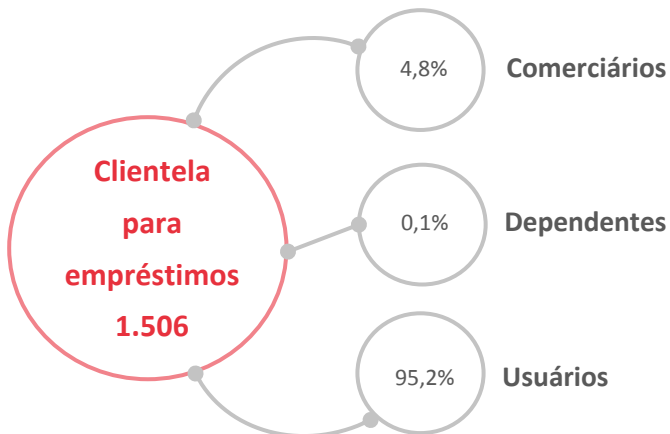 Clientela
para
empréstimos
1.506
4,8% Comerciários
0,1% Dependentes
95,2% Usuários